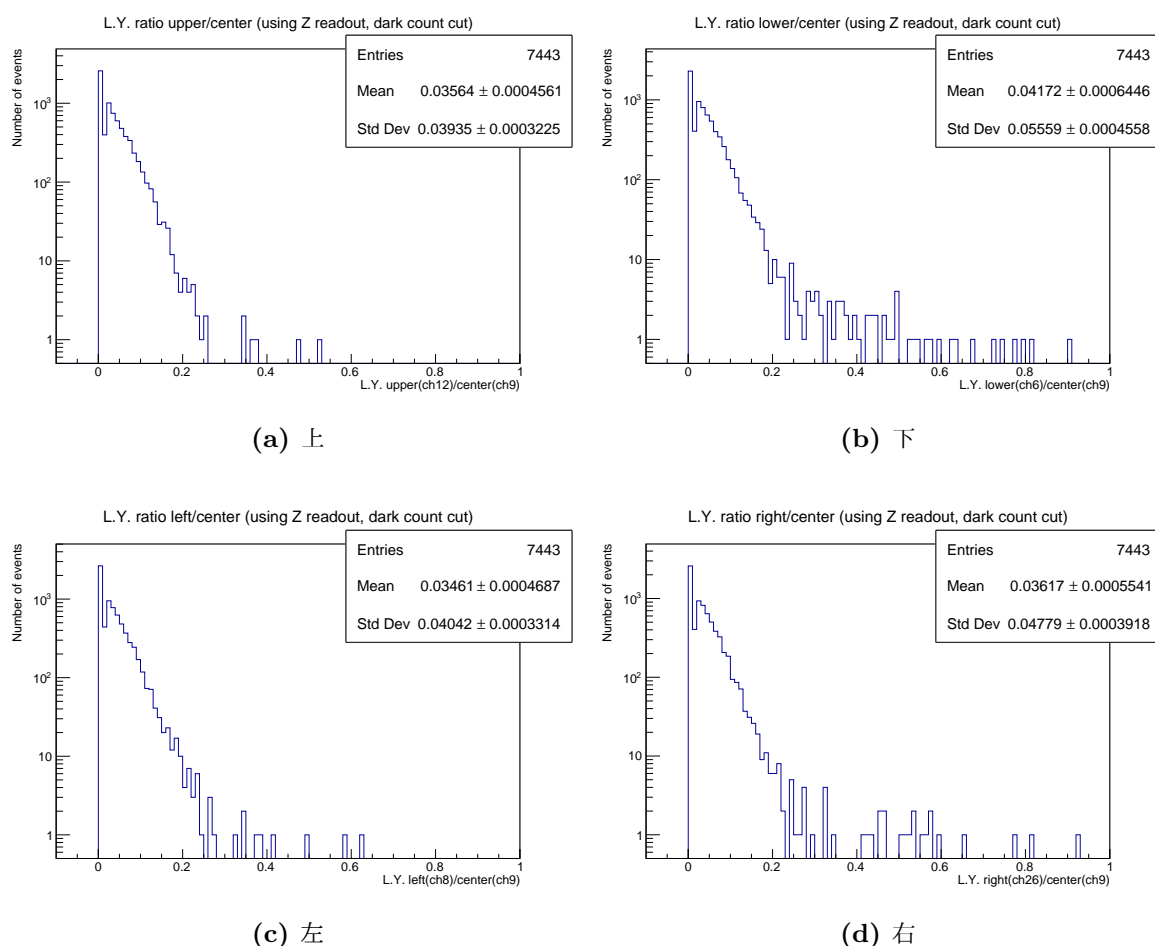 L.Y. ratio upper/center (using Z readout, dark count cut)
Number of events
Entries 7443
Mean 0.03564 ± 0.0004561
Std Dev 0.03935 ± 0.0003225
10³
10²
10
1
0 0.2 0.4 0.6 0.8 1
L.Y. upper(ch12)/center(ch9)
(a) 上
L.Y. ratio lower/center (using Z readout, dark count cut)
Number of events
Entries 7443
Mean 0.04172 ± 0.0006446
Std Dev 0.05559 ± 0.0004558
10³
10²
10
1
0 0.2 0.4 0.6 0.8 1
L.Y. lower(ch6)/center(ch9)
(b) 下
L.Y. ratio left/center (using Z readout, dark count cut)
Number of events
Entries 7443
Mean 0.03461 ± 0.0004687
Std Dev 0.04042 ± 0.0003314
10³
10²
10
1
0 0.2 0.4 0.6 0.8 1
L.Y. left(ch8)/center(ch9)
(c) 左
L.Y. ratio right/center (using Z readout, dark count cut)
Number of events
Entries 7443
Mean 0.03617 ± 0.0005541
Std Dev 0.04779 ± 0.0003918
10³
10²
10
1
0 0.2 0.4 0.6 0.8 1
L.Y. right(ch26)/center(ch9)
(d) 右